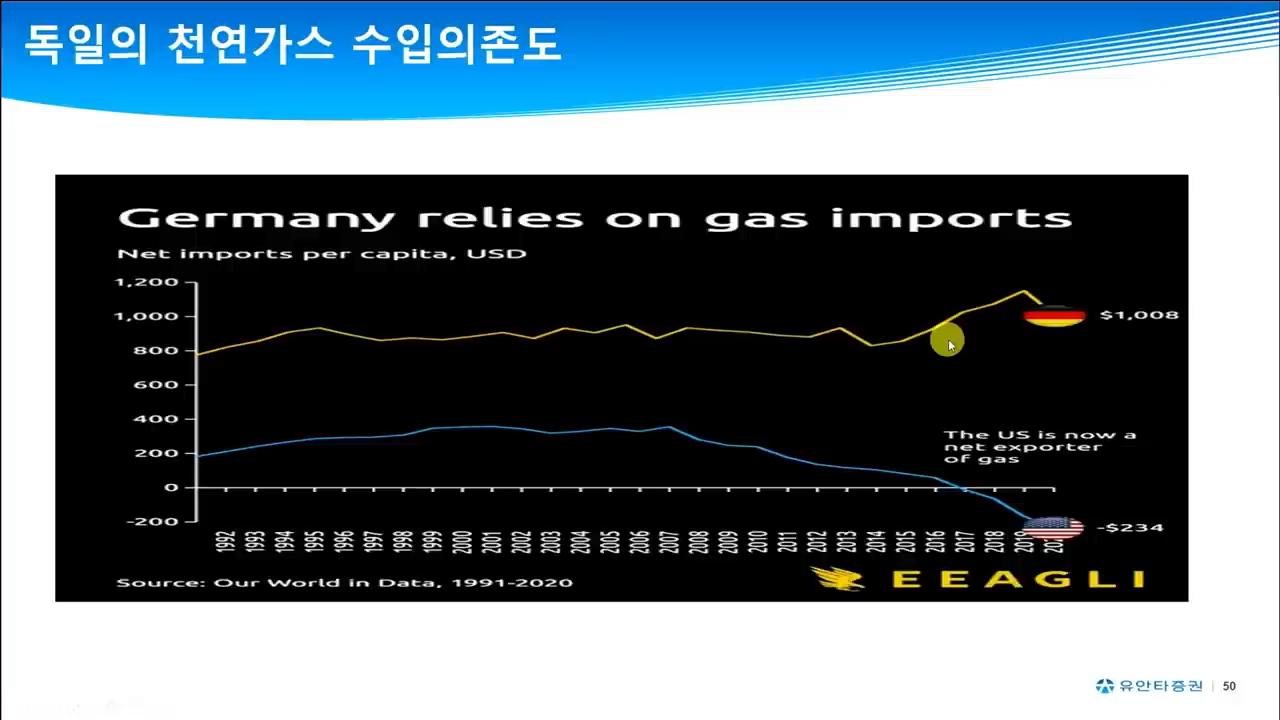 독일의 천연가스 수입의존도
Germany relies on gas imports
Net imports per capita, USD
1,200
1,000
800
600
400
200
0
-200
$1,008
The US is now a
net exporter
of gas
-$234
1992 1993 1994 1995 1996 1997 1998 1999 2000 2001 2002 2003 2004 2005 2006 2007 2008 2009 2010 2011 2012 2013 2014 2015 2016 2017 2018 2019
Source: Our World in Data, 1991-2020
EEAGLI
유안타증권 | 50